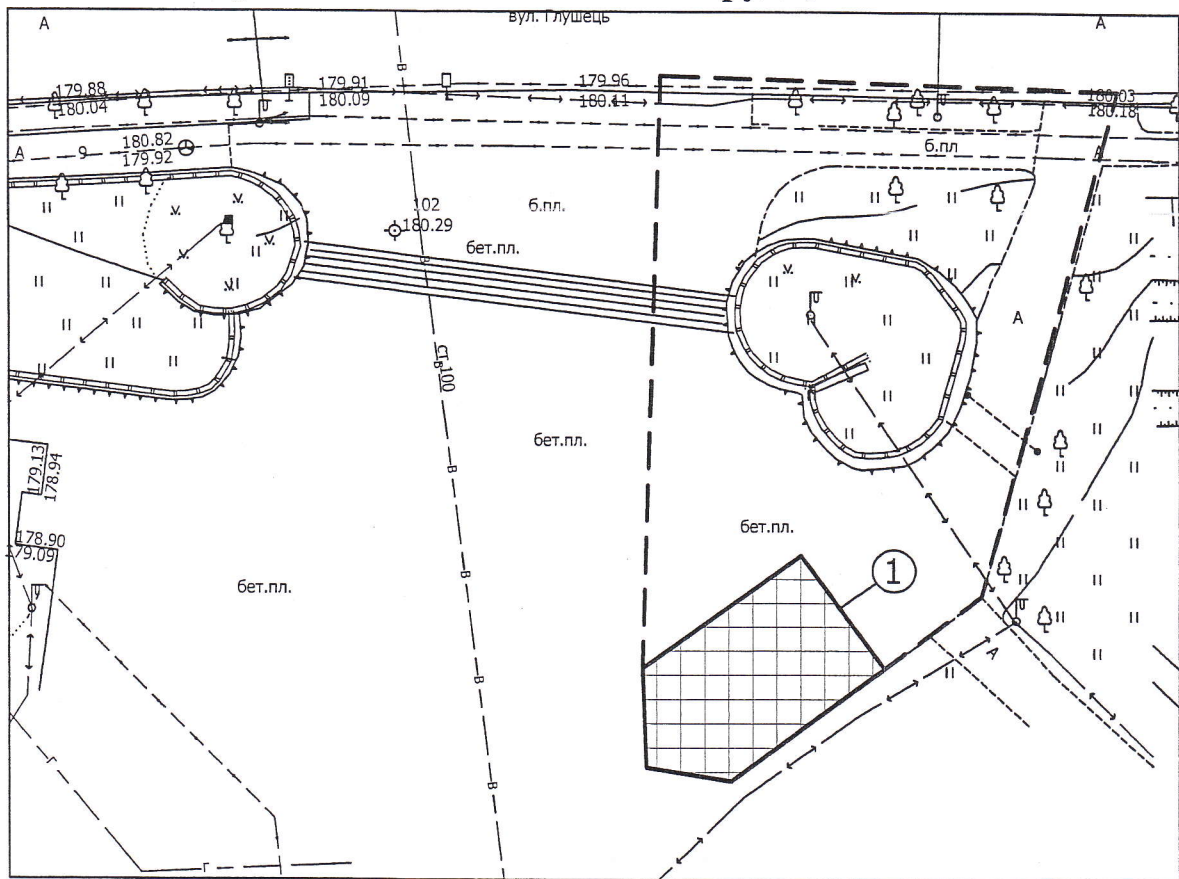 А
вул. Глушець
А
В
179.88
180.04
179.91
180.09
179.96
180.11
180.03
180.18
А
9
180.82
179.92
б.пл
А
102
180.29
б.пл.
бет.пл.
В
А
ст.100
В
бет.пл.
179.13
178.94
В
бет.пл.
178.90
179.09
бет.пл.
1
В
А
В
Г
В
Г